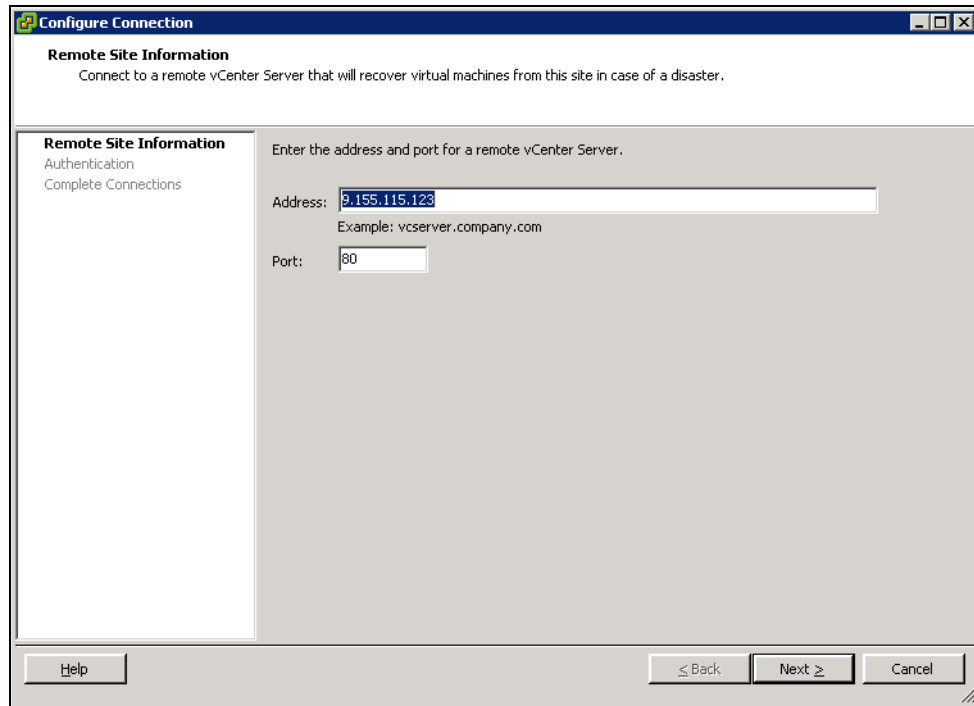 Configure Connection
Remote Site Information
Connect to a remote vCenter Server that will recover virtual machines from this site in case of a disaster.
Remote Site Information
Authentication
Complete Connections
Enter the address and port for a remote vCenter Server.
Address: 9.155.115.123
Example: vcserver.company.com
Port: 80
Help
< Back
Next >
Cancel